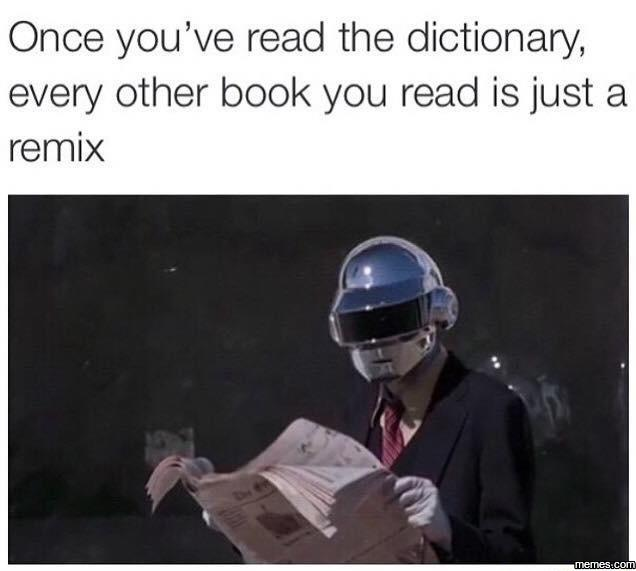 Once you’ve read the dictionary,
every other book you read is just a
remix
memes.com